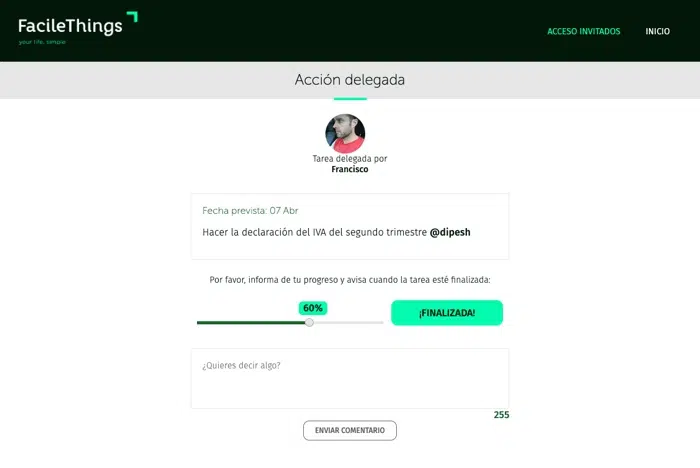 FacileThings
your life, simple
ACCESO INVITADOS
INICIO
Acción delegada
Tarea delegada por
Francisco
Fecha prevista: 07 Abr
Hacer la declaración del IVA del segundo trimestre @dipesh
Por favor, informa de tu progreso y avisa cuando la tarea esté finalizada:
60%
¡FINALIZADA!
¿Quieres decir algo?
255
ENVIAR COMENTARIO